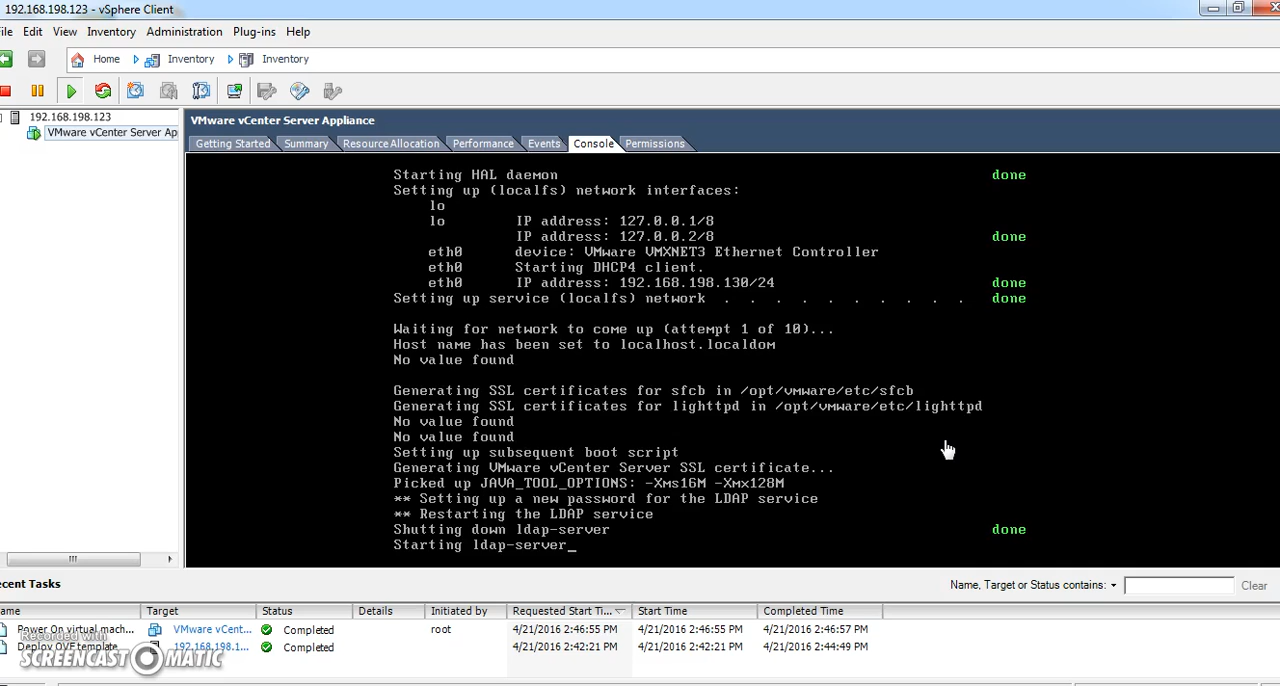 192.168.198.123 - vSphere Client
File Edit View Inventory Administration Plug-ins Help
Home Inventory Inventory
192.168.198.123
VMware vCenter Server Ap
VMware vCenter Server Appliance
Getting Started Summary Resource Allocation Performance Events Console Permissions
Starting HAL daemon done
Setting up (localfs) network interfaces:
lo
lo IP address: 127.0.0.1/8
IP address: 127.0.0.2/8 done
eth0 device: VMware VMXNET3 Ethernet Controller
eth0 Starting DHCP4 client.
eth0 IP address: 192.168.198.130/24 done
Setting up service (localfs) network . . . . . . . . . . done
Waiting for network to come up (attempt 1 of 10)...
Host name has been set to localhost.localdom
No value found
Generating SSL certificates for sfcb in /opt/vmware/etc/sfcb
Generating SSL certificates for lighttpd in /opt/vmware/etc/lighttpd
No value found
No value found
Setting up subsequent boot script
Generating VMware vCenter Server SSL certificate...
Picked up JAVA_TOOL_OPTIONS: -Xms16M -Xmx128M
** Setting up a new password for the LDAP service
** Restarting the LDAP service
Shutting down ldap-server done
Starting ldap-server_
ecent Tasks Name, Target or Status contains: Clear
ame Target Status Details Initiated by Requested Start Ti... Start Time Completed Time
Power On virtual mach... VMware vCent... Completed root 4/21/2016 2:46:55 PM 4/21/2016 2:46:55 PM 4/21/2016 2:46:57 PM
Deploy OVF template 192.168.198.1... Completed 4/21/2016 2:42:21 PM 4/21/2016 2:42:21 PM 4/21/2016 2:44:49 PM
Recorded with
SCREENCAST-O-MATIC